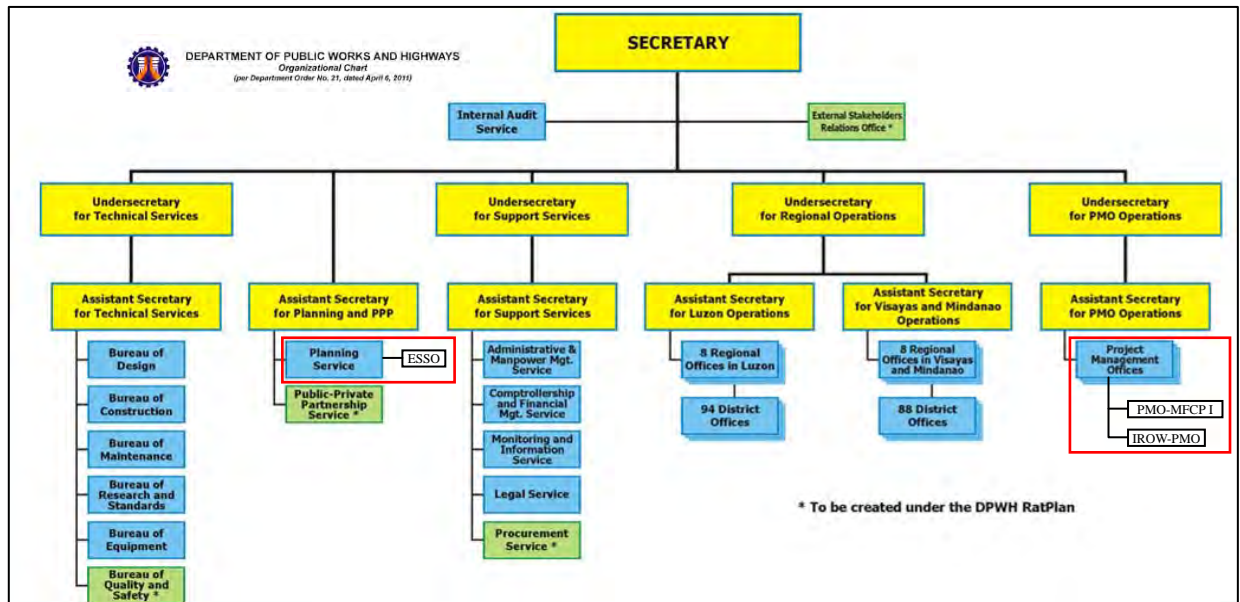 DEPARTMENT OF PUBLIC WORKS AND HIGHWAYS
Organizational Chart
(per Department Order No. 21, dated April 6, 2011)
SECRETARY
Internal Audit
Service
External Stakeholders
Relations Office *
Undersecretary
for Technical Services
Undersecretary
for Support Services
Undersecretary
for Regional Operations
Undersecretary
for PMO Operations
Assistant Secretary
for Technical Services
Assistant Secretary
for Planning and PPP
Assistant Secretary
for Support Services
Assistant Secretary
for Luzon Operations
Assistant Secretary
for Visayas and Mindanao
Operations
Assistant Secretary
for PMO Operations
Bureau of
Design
Bureau of
Construction
Bureau of
Maintenance
Bureau of
Research and
Standards
Bureau of
Equipment
Bureau of
Quality and
Safety *
Planning
Service
ESSO
Public-Private
Partnership
Service *
Administrative &
Manpower Mgt.
Service
Comptrollership
and Financial
Mgt. Service
Monitoring and
Information
Service
Legal Service
Procurement
Service *
8 Regional
Offices in Luzon
94 District
Offices
8 Regional
Offices in Visayas
and Mindanao
88 District
Offices
Project
Management
Offices
PMO-MFCP I
IROW-PMO
* To be created under the DPWH RatPlan